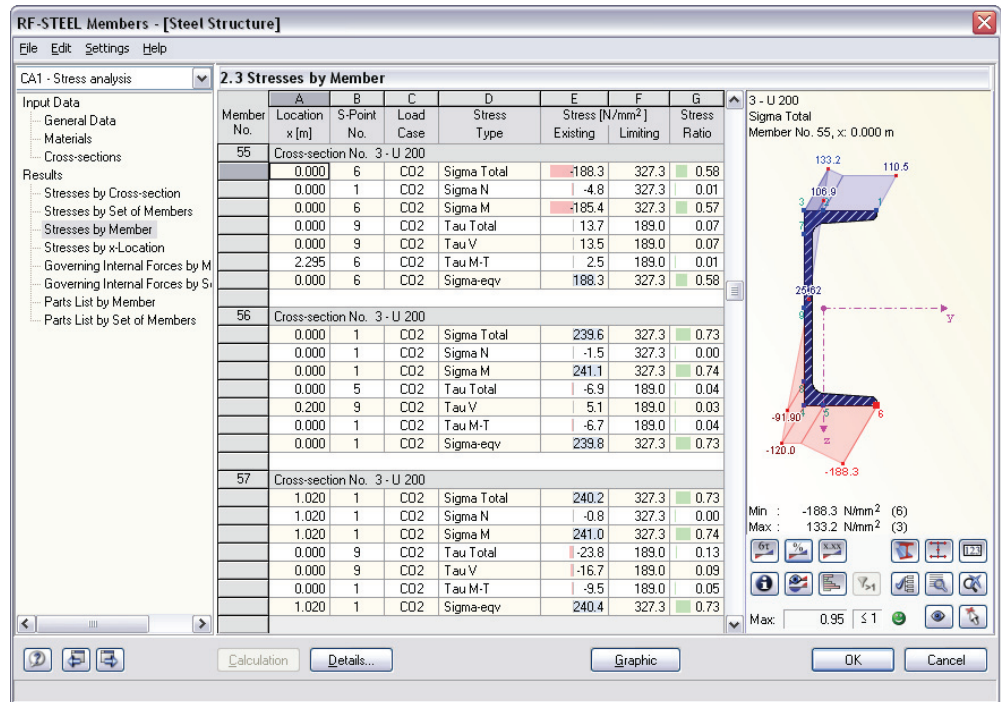 RF-STEEL Members - [Steel Structure]
File Edit Settings Help
CA1 - Stress analysis
Input Data
General Data
Materials
Cross-sections
Results
Stresses by Cross-section
Stresses by Set of Members
Stresses by Member
Stresses by x-Location
Governing Internal Forces by M
Governing Internal Forces by S
Parts List by Member
Parts List by Set of Members
2.3 Stresses by Member
A B C D E F G
Member Location S-Point Load Stress Stress [N/mm²] Stress
No. x [m] No. Case Type Existing Limiting Ratio
55 Cross-section No. 3 - U 200
0.000 6 CO2 Sigma Total -188.3 327.3 0.58
0.000 1 CO2 Sigma N -4.8 327.3 0.01
0.000 6 CO2 Sigma M -185.4 327.3 0.57
0.000 9 CO2 Tau Total 13.7 189.0 0.07
0.000 9 CO2 Tau V 13.5 189.0 0.07
2.295 6 CO2 Tau M-T 2.5 189.0 0.01
0.000 6 CO2 Sigma-eqv 188.3 327.3 0.58
56 Cross-section No. 3 - U 200
0.000 1 CO2 Sigma Total 239.6 327.3 0.73
0.000 1 CO2 Sigma N -1.5 327.3 0.00
0.000 1 CO2 Sigma M 241.1 327.3 0.74
0.000 5 CO2 Tau Total -6.9 189.0 0.04
0.200 9 CO2 Tau V 5.1 189.0 0.03
0.000 1 CO2 Tau M-T -6.7 189.0 0.04
0.000 1 CO2 Sigma-eqv 239.8 327.3 0.73
57 Cross-section No. 3 - U 200
1.020 1 CO2 Sigma Total 240.2 327.3 0.73
1.020 1 CO2 Sigma N -0.8 327.3 0.00
1.020 1 CO2 Sigma M 241.0 327.3 0.74
0.000 9 CO2 Tau Total -23.8 189.0 0.13
0.000 9 CO2 Tau V -16.7 189.0 0.09
0.000 1 CO2 Tau M-T -9.5 189.0 0.05
1.020 1 CO2 Sigma-eqv 240.4 327.3 0.73
3 - U 200
Sigma Total
Member No. 55, x: 0.000 m
133.2
110.5
106.9
3 2 1
7
25.62
9
y
8
4 5 6
-91.90
z
-120.0
-188.3
Min : -188.3 N/mm² (6)
Max : 133.2 N/mm² (3)
στ % x.xx 123
Max: 0.95 ≤ 1
Calculation Details... Graphic OK Cancel